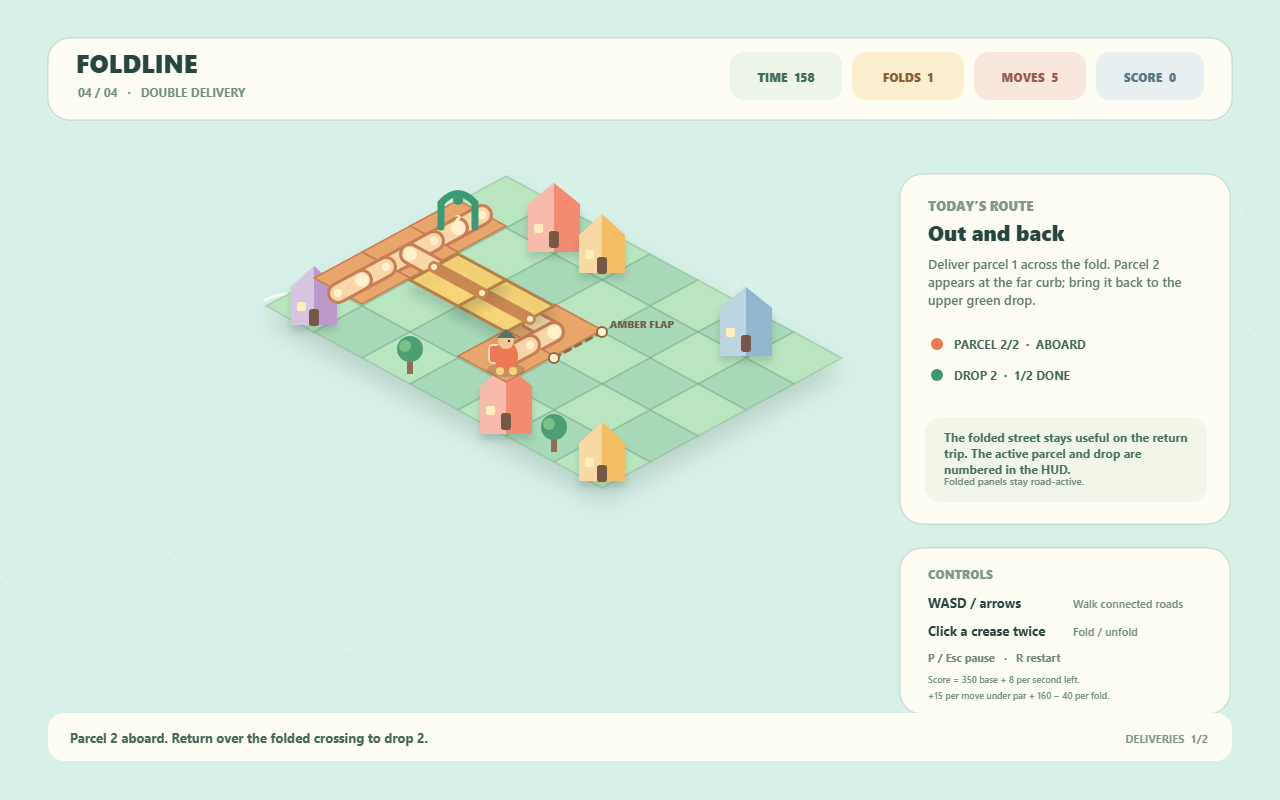 FOLDLINE
04 / 04 · DOUBLE DELIVERY
TIME 158
FOLDS 1
MOVES 5
SCORE 0
2
AMBER FLAP
TODAY'S ROUTE
Out and back
Deliver parcel 1 across the fold. Parcel 2
appears at the far curb; bring it back to the
upper green drop.
PARCEL 2/2 · ABOARD
DROP 2 · 1/2 DONE
The folded street stays useful on the return
trip. The active parcel and drop are
numbered in the HUD.
Folded panels stay road-active.
CONTROLS
WASD / arrows Walk connected roads
Click a crease twice Fold / unfold
P / Esc pause · R restart
Score = 350 base + 8 per second left.
+15 per move under par + 160 – 40 per fold.
Parcel 2 aboard. Return over the folded crossing to drop 2.
DELIVERIES 1/2